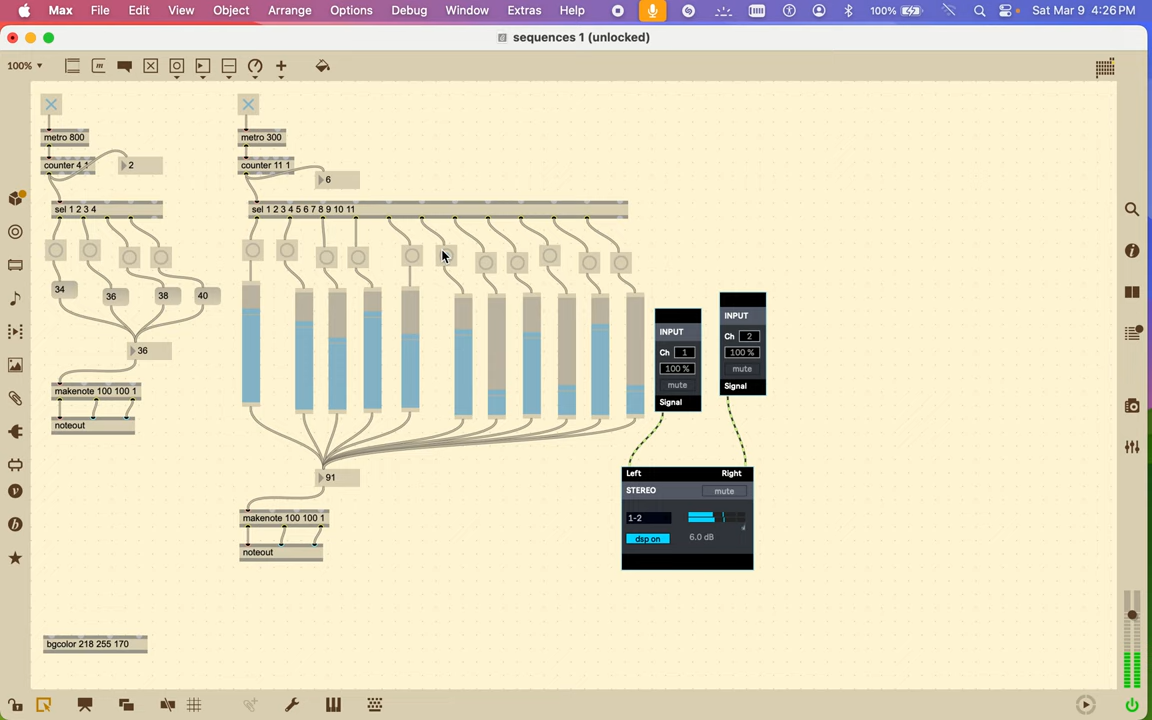 Max File Edit View Object Arrange Options Debug Window Extras Help 100% Sat Mar 9 4:26 PM
sequences 1 (unlocked)
100%
metro 800
metro 300
counter 4 1
2
counter 11 1
6
sel 1 2 3 4
sel 1 2 3 4 5 6 7 8 9 10 11
34
36
38
40
36
makenote 100 100 1
noteout
91
makenote 100 100 1
noteout
INPUT
Ch 1
100 %
mute
Signal
INPUT
Ch 2
100 %
mute
Signal
Left Right
STEREO mute
1-2
dsp on 6.0 dB
bgcolor 218 255 170